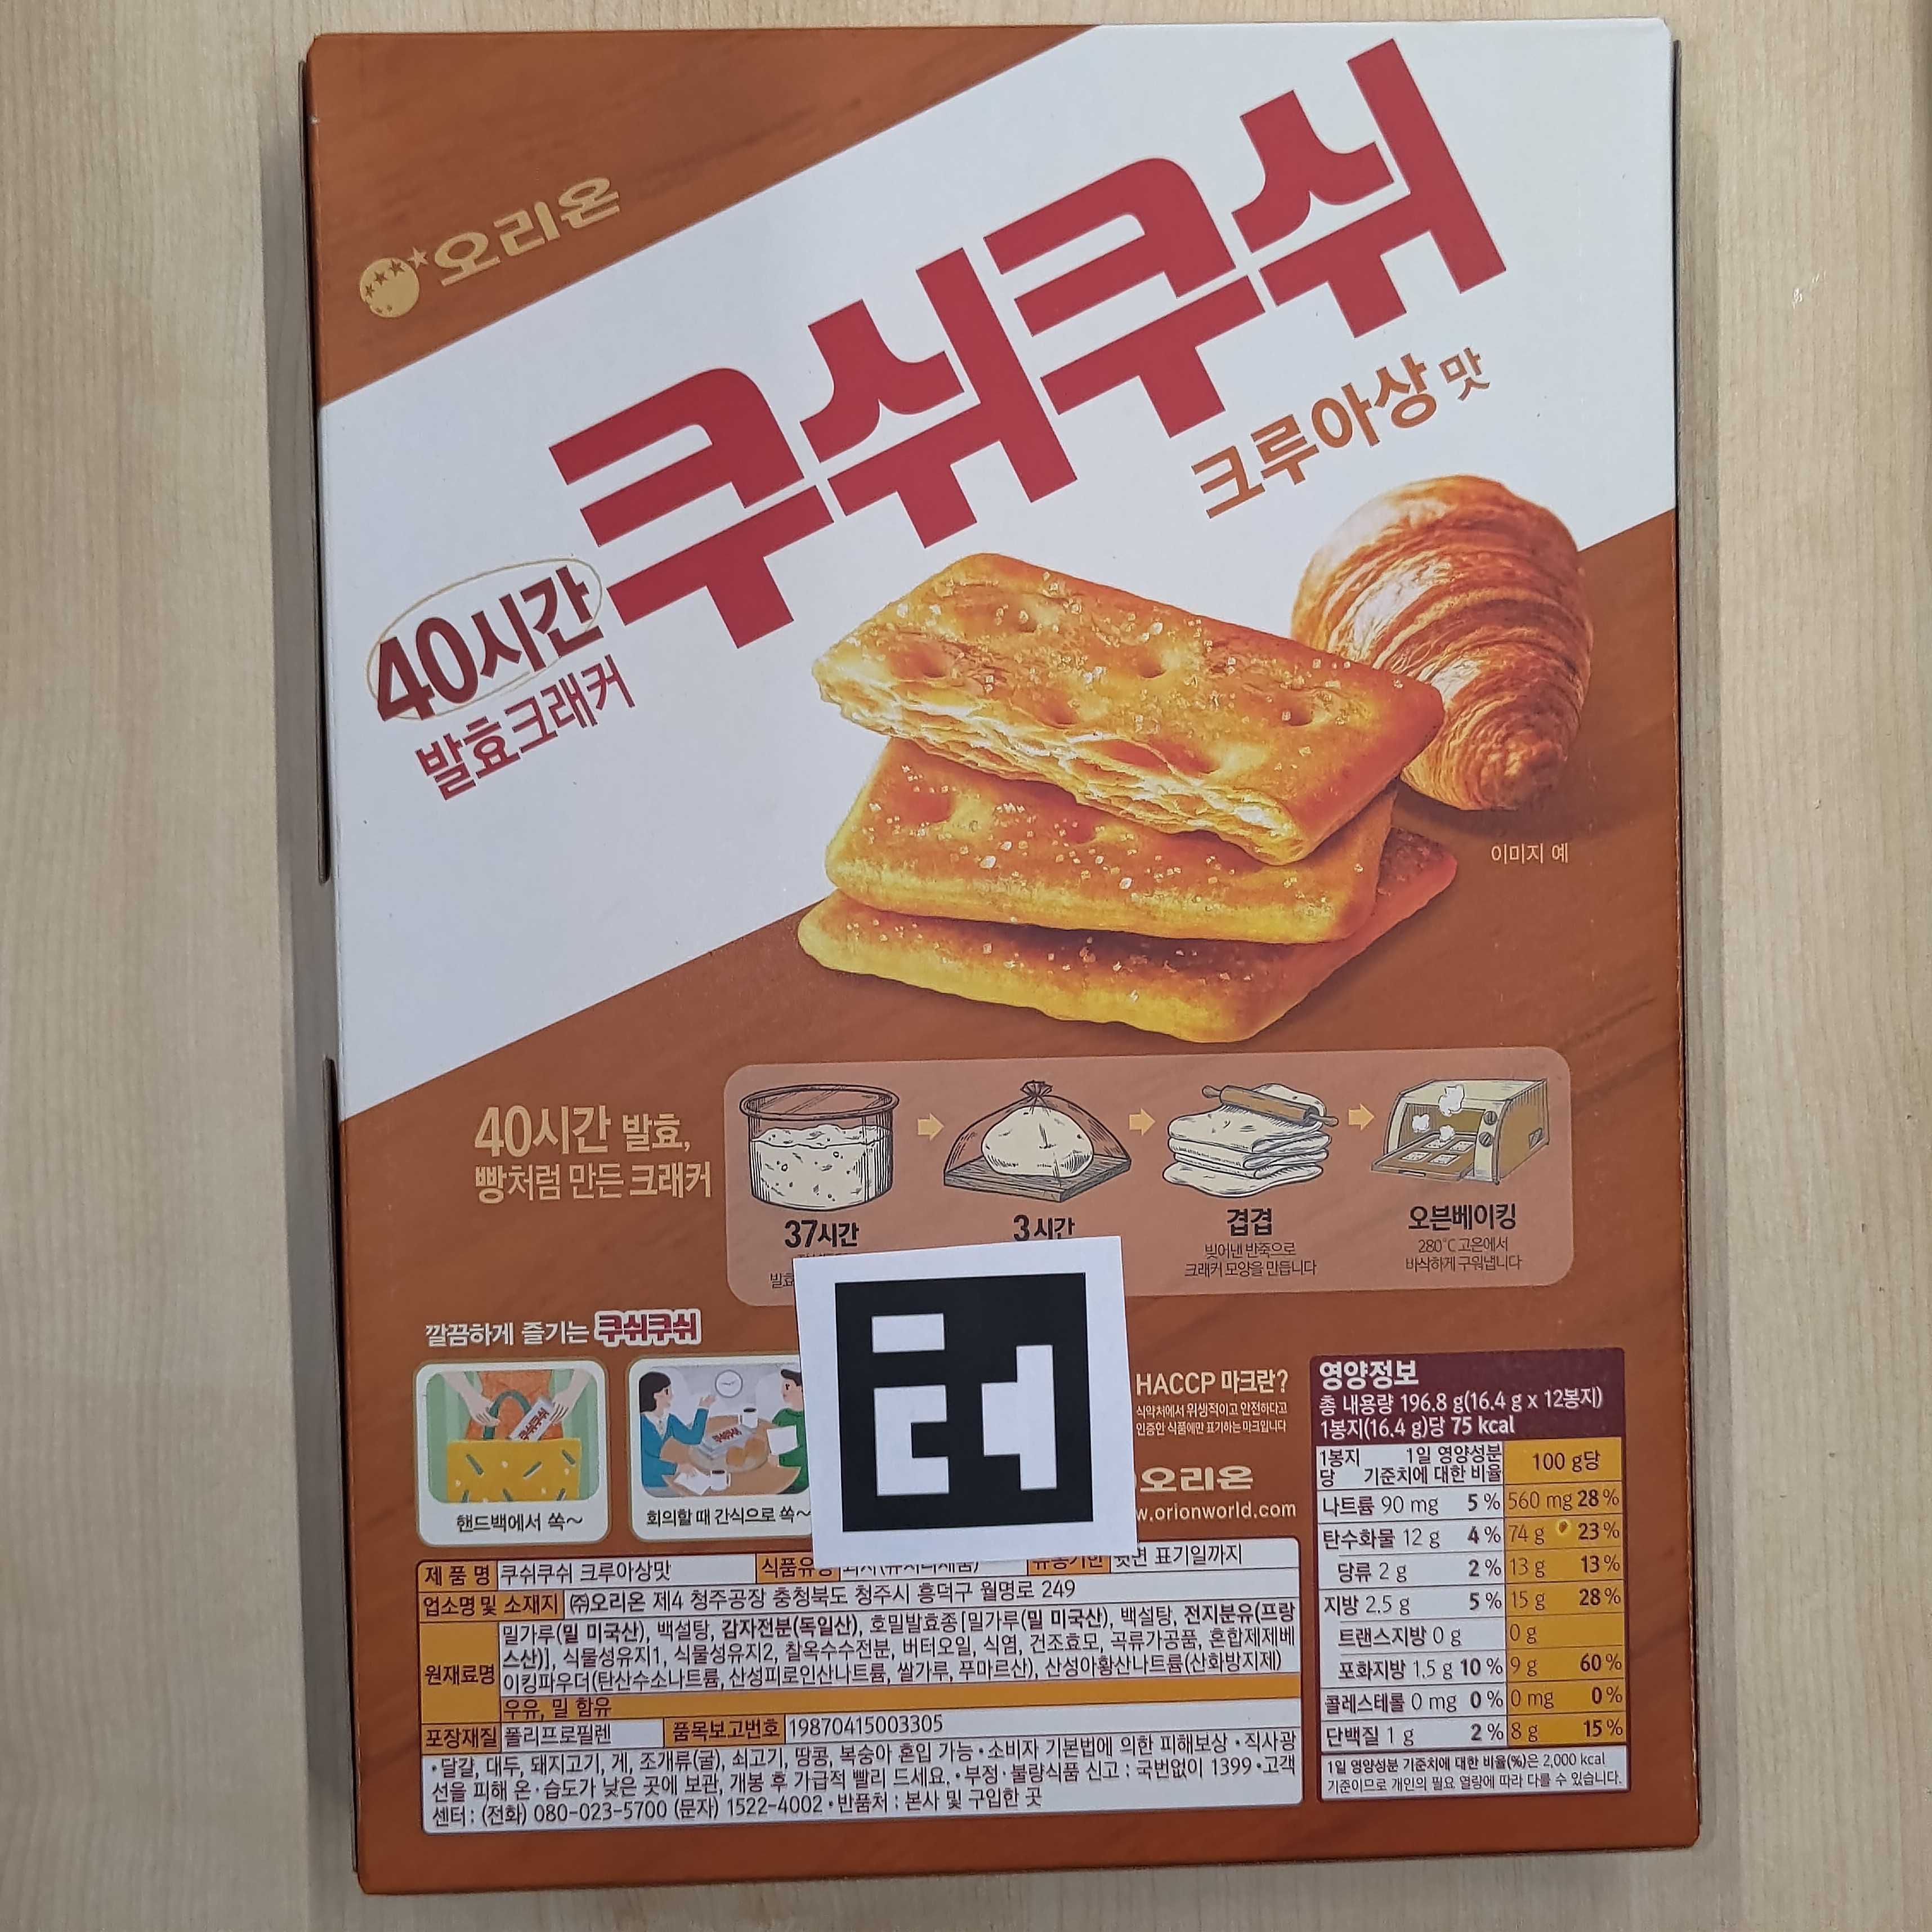 오리온
쿠쉬쿠쉬
크루아상 맛
40시간
발효크래커
이미지 예
40시간 발효,
빵처럼 만든 크래커
37시간
3시간
겹겹
빚어낸 반죽으로
크래커 모양을 만듭니다
오븐베이킹
280℃ 고온에서
바삭하게 구워냅니다
깔끔하게 즐기는 쿠쉬쿠쉬
쿠쉬쿠쉬
핸드백에서 쏙~
회의할 때 간식으로 쏙~
HACCP 마크란?
식약처에서 위생적이고 안전하다고
인증한 식품에만 표기하는 마크입니다
오리온
w.orionworld.com
영양정보
총 내용량 196.8 g(16.4 g x 12봉지)
1봉지(16.4 g)당 75 kcal
1봉지당 1일 영양성분 기준치에 대한 비율 100 g당
나트륨 90 mg 5 % 560 mg 28 %
탄수화물 12 g 4 % 74 g 23 %
당류 2 g 2 % 13 g 13 %
지방 2.5 g 5 % 15 g 28 %
트랜스지방 0 g 0 g
포화지방 1.5 g 10 % 9 g 60 %
콜레스테롤 0 mg 0 % 0 mg 0 %
단백질 1 g 2 % 8 g 15 %
1일 영양성분 기준치에 대한 비율(%)은 2,000 kcal
기준이므로 개인의 필요 열량에 따라 다를 수 있습니다.
제 품 명 쿠쉬쿠쉬 크루아상맛 식품유형 유통기한 표기일까지
업소명 및 소재지 ㈜오리온 제4 청주공장 충청북도 청주시 흥덕구 월명로 249
원재료명 밀가루(밀 미국산), 백설탕, 감자전분(독일산), 호밀발효종[밀가루(밀 미국산), 백설탕, 전지분유(프랑
스산)], 식물성유지1, 식물성유지2, 찰옥수수전분, 버터오일, 식염, 건조효모, 곡류가공품, 혼합제제베
이킹파우더(탄산수소나트륨, 산성피로인산나트륨, 쌀가루, 푸마르산), 산성아황산나트륨(산화방지제)
우유, 밀 함유
포장재질 폴리프로필렌 품목보고번호 19870415003305
•달걀, 대두, 돼지고기, 게, 조개류(굴), 쇠고기, 땅콩, 복숭아 혼입 가능•소비자 기본법에 의한 피해보상•직사광
선을 피해 온·습도가 낮은 곳에 보관, 개봉 후 가급적 빨리 드세요.•부정·불량식품 신고 : 국번없이 1399•고객
센터 : (전화) 080-023-5700 (문자) 1522-4002•반품처 : 본사 및 구입한 곳